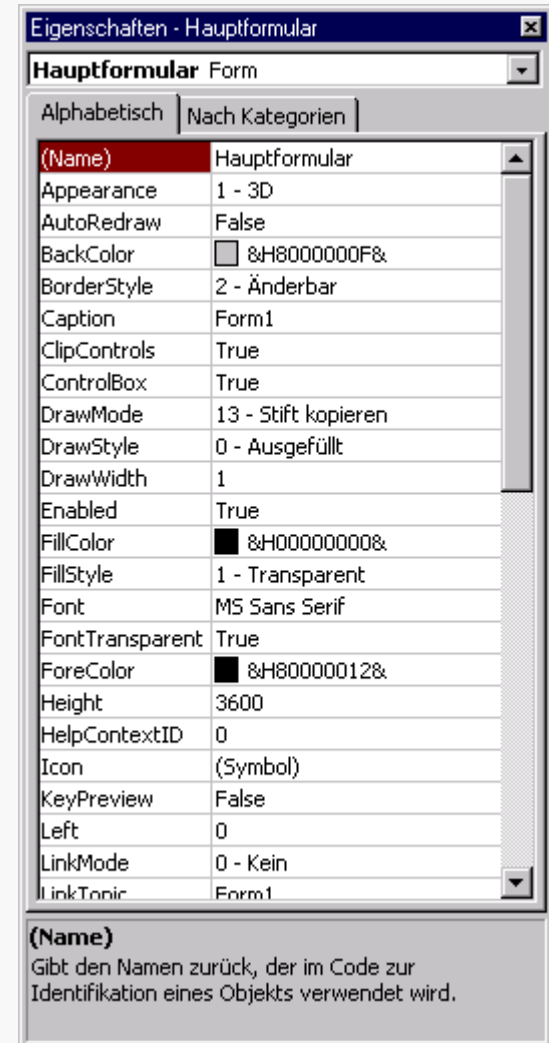 Eigenschaften - Hauptformular
Hauptformular Form
Alphabetisch Nach Kategorien
(Name) Hauptformular
Appearance 1 - 3D
AutoRedraw False
BackColor &H8000000F&
BorderStyle 2 - Änderbar
Caption Form1
ClipControls True
ControlBox True
DrawMode 13 - Stift kopieren
DrawStyle 0 - Ausgefüllt
DrawWidth 1
Enabled True
FillColor &H00000000&
FillStyle 1 - Transparent
Font MS Sans Serif
FontTransparent True
ForeColor &H80000012&
Height 3600
HelpContextID 0
Icon (Symbol)
KeyPreview False
Left 0
LinkMode 0 - Kein
LinkTopic Form1
(Name)
Gibt den Namen zurück, der im Code zur
Identifikation eines Objekts verwendet wird.